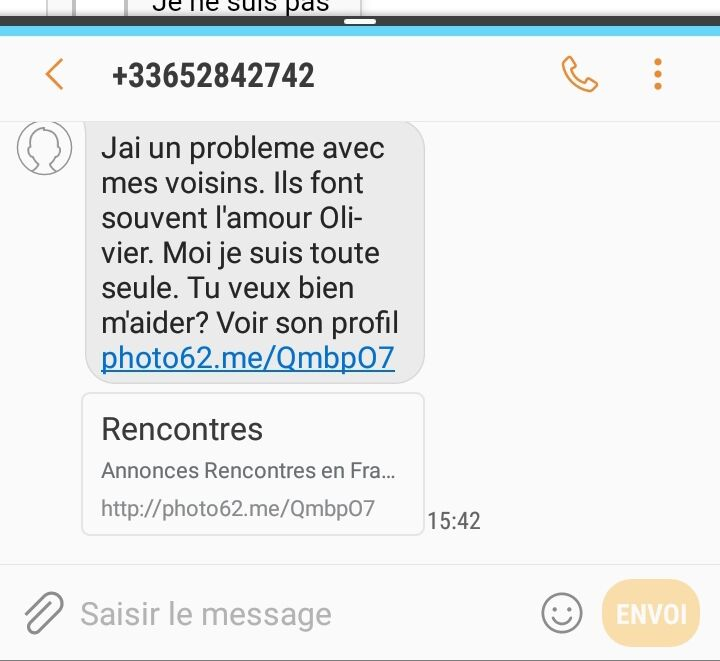 Je ne suis pas
+33652842742
Jai un probleme avec
mes voisins. Ils font
souvent l'amour Oli-
vier. Moi je suis toute
seule. Tu veux bien
m'aider? Voir son profil
photo62.me/QmbpO7
Rencontres
Annonces Rencontres en Fra...
http://photo62.me/QmbpO7
15:42
Saisir le message
ENVOI